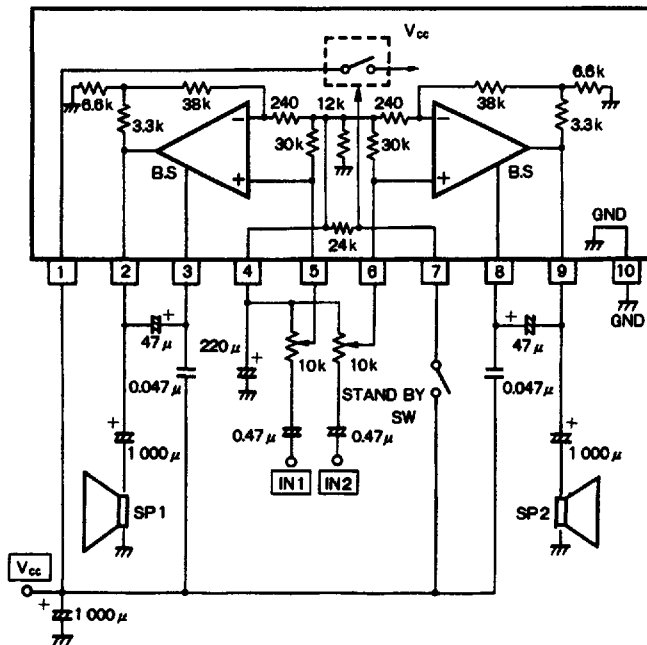 Vcc
6.6k 38k 240 12k 240 38k 6.6k
3.3k 30k 30k 3.3k
− −
B.S + + B.S
24k GND
1 2 3 4 5 6 7 8 9 10
GND
+ + +
47μ 220μ 10k 10k 47μ
0.047μ STAND BY 0.047μ
SW
+ 0.47μ 0.47μ +
1 000μ 1 000μ
IN1 IN2
SP1 SP2
Vcc
+
1 000μ